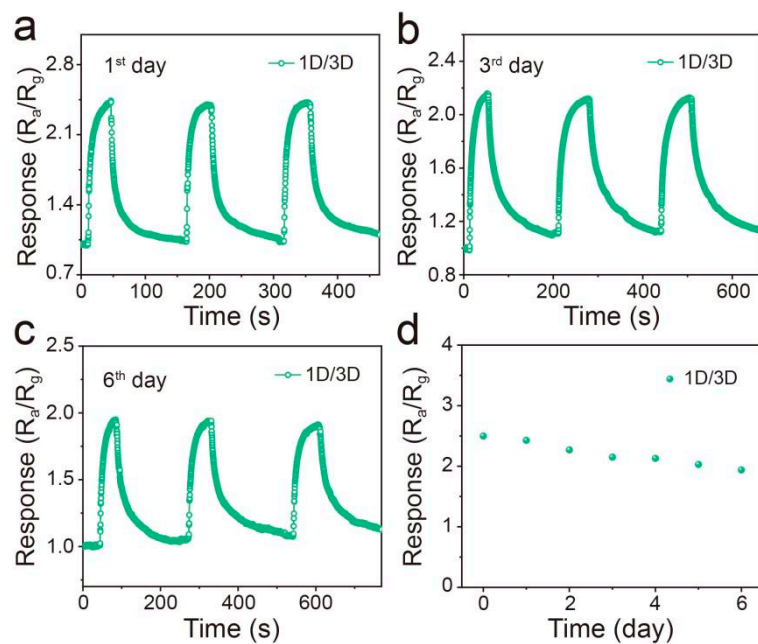 a
1st day
1D/3D
Response (Ra/Rg)
2.8
2.1
1.4
0.7
0 100 200 300 400
Time (s)
b
3rd day
1D/3D
Response (Ra/Rg)
2.4
2.0
1.6
1.2
0.8
0 200 400 600
Time (s)
c
6th day
1D/3D
Response (Ra/Rg)
2.5
2.0
1.5
1.0
0 200 400 600
Time (s)
d
1D/3D
Response (Ra/Rg)
4
3
2
1
0
0 2 4 6
Time (day)